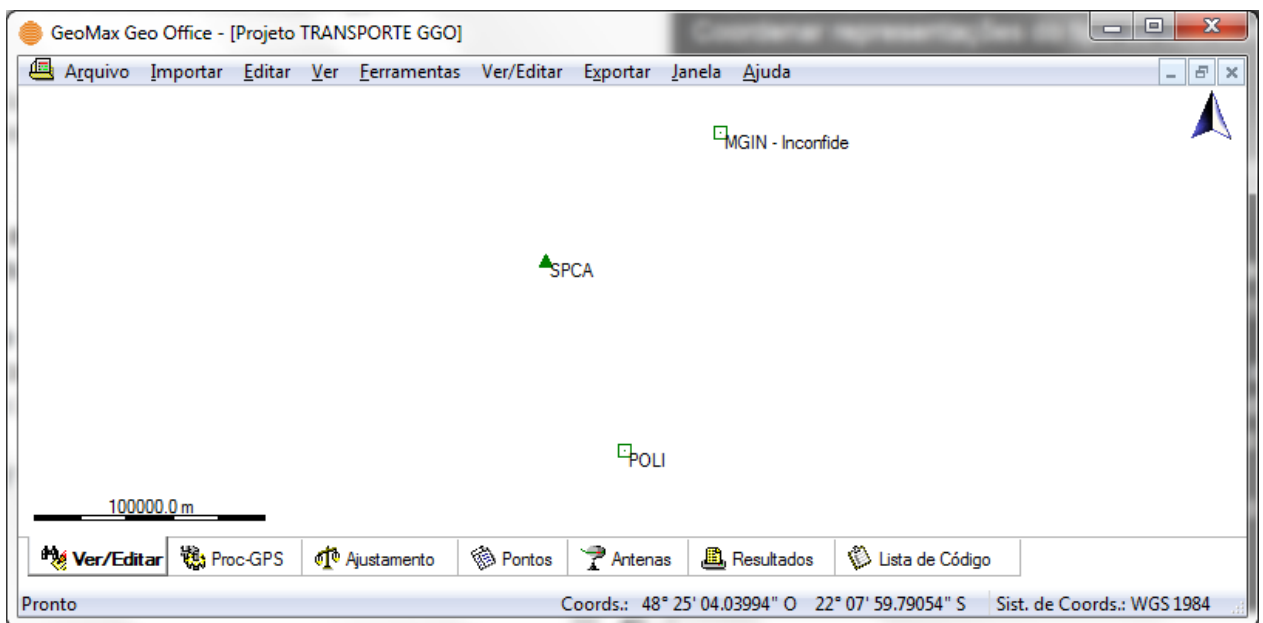 GeoMax Geo Office - [Projeto TRANSPORTE GGO]
Arquivo Importar Editar Ver Ferramentas Ver/Editar Exportar Janela Ajuda
MGIN - Inconfide
SPCA
POLI
100000.0 m
Ver/Editar Proc-GPS Ajustamento Pontos Antenas Resultados Lista de Código
Pronto Coords.: 48° 25' 04.03994" O 22° 07' 59.79054" S Sist. de Coords.: WGS 1984